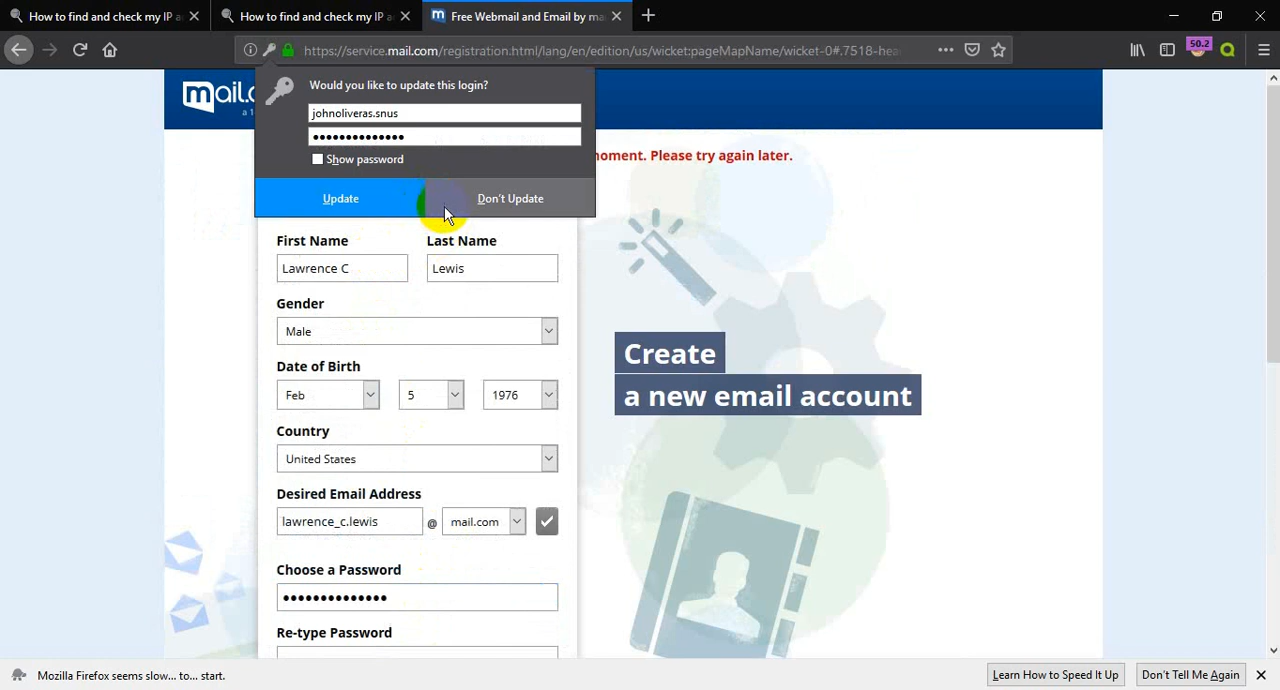 How to find and check my IP a
How to find and check my IP a
Free Webmail and Email by ma
https://service.mail.com/registration.html/lang/en/edition/us/wicket:pageMapName/wicket-0#.7518-hea
50.2
mail.c
a 1
Would you like to update this login?
johnoliveras.snus
••••••••••••••
Show password
Update
Don't Update
moment. Please try again later.
First Name Last Name
Lawrence C Lewis
Gender
Male
Date of Birth
Feb 5 1976
Country
United States
Desired Email Address
lawrence_c.lewis @ mail.com
Choose a Password
••••••••••••••
Re-type Password
Create
a new email account
Mozilla Firefox seems slow... to... start.
Learn How to Speed It Up
Don't Tell Me Again